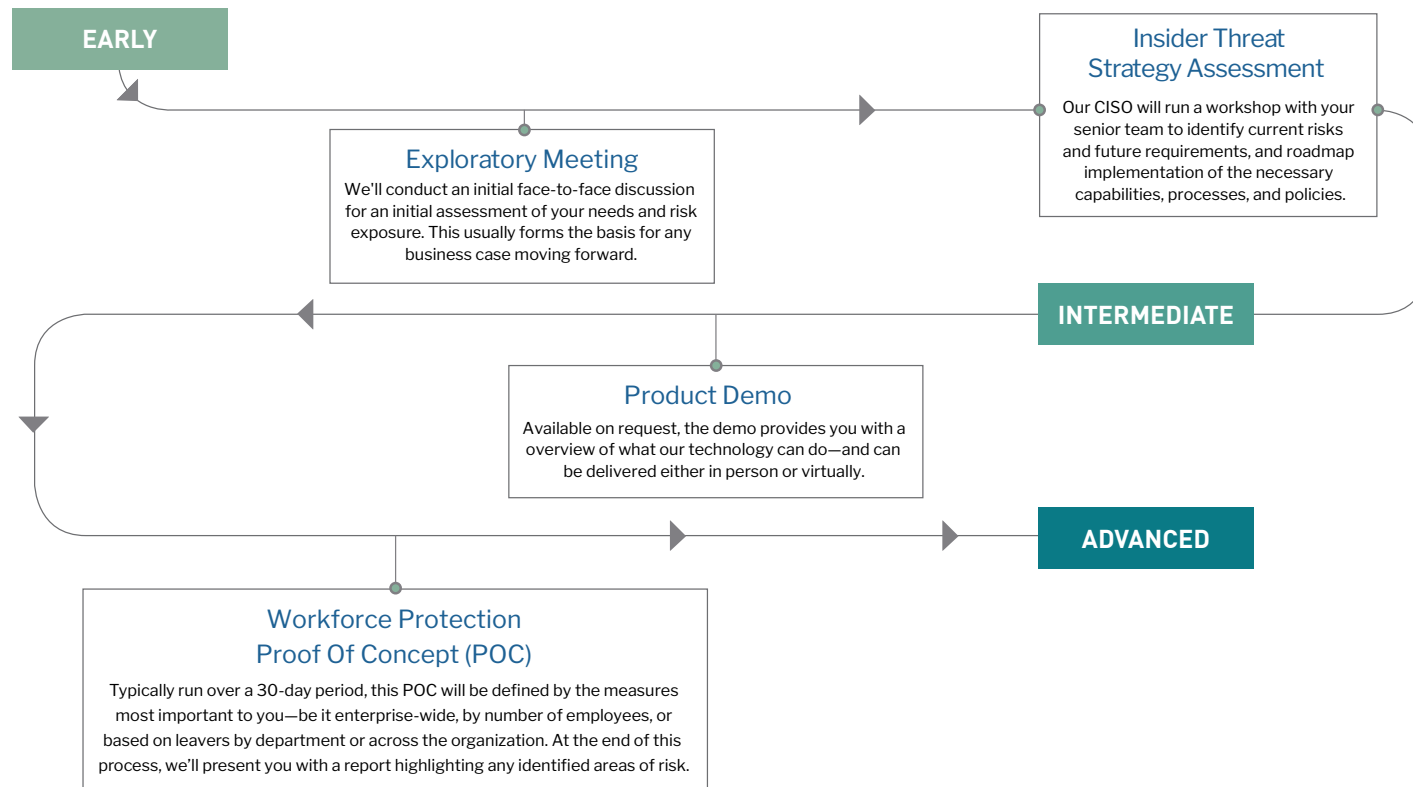 EARLY
Exploratory Meeting
We'll conduct an initial face-to-face discussion
for an initial assessment of your needs and risk
exposure. This usually forms the basis for any
business case moving forward.
Insider Threat
Strategy Assessment
Our CISO will run a workshop with your
senior team to identify current risks
and future requirements, and roadmap
implementation of the necessary
capabilities, processes, and policies.
INTERMEDIATE
Product Demo
Available on request, the demo provides you with a
overview of what our technology can do—and can
be delivered either in person or virtually.
Workforce Protection
Proof Of Concept (POC)
Typically run over a 30-day period, this POC will be defined by the measures
most important to you—be it enterprise-wide, by number of employees, or
based on leavers by department or across the organization. At the end of this
process, we'll present you with a report highlighting any identified areas of risk.
ADVANCED